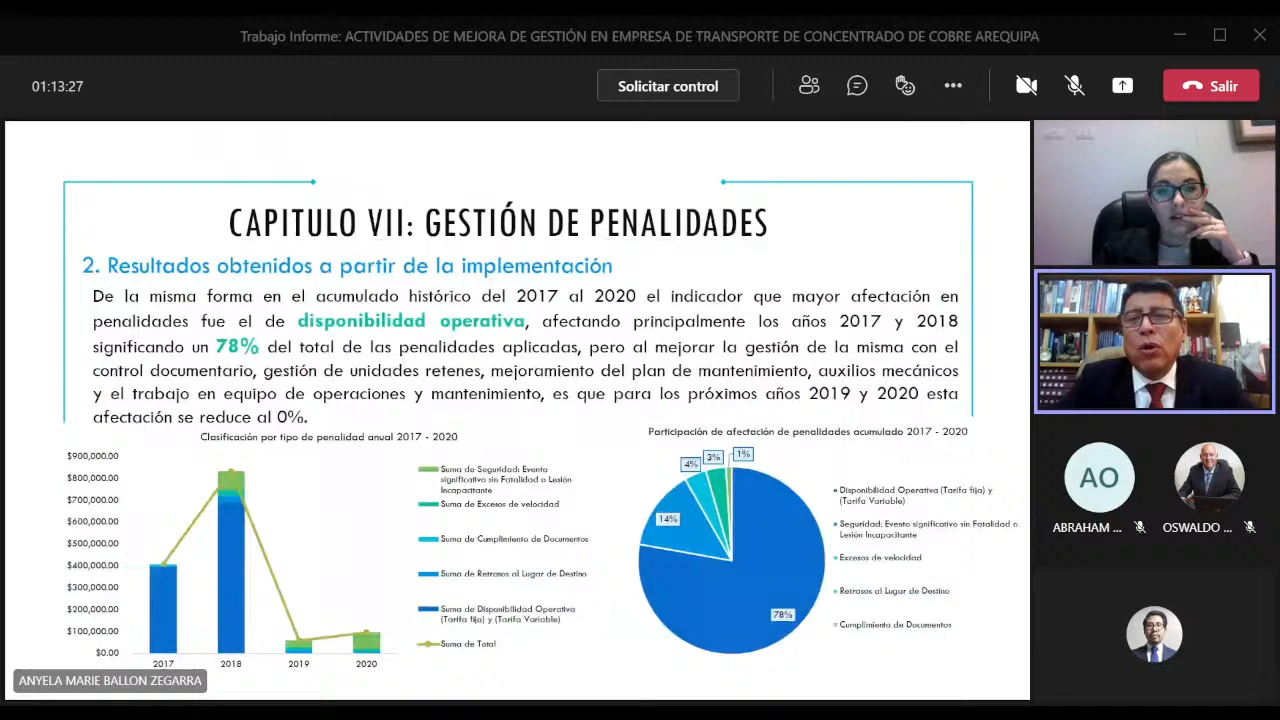 Trabajo Informe: ACTIVIDADES DE MEJORA DE GESTIÓN EN EMPRESA DE TRANSPORTE DE CONCENTRADO DE COBRE AREQUIPA
01:13:27
Solicitar control
Salir
CAPITULO VII: GESTIÓN DE PENALIDADES
2. Resultados obtenidos a partir de la implementación
De la misma forma en el acumulado histórico del 2017 al 2020 el indicador que mayor afectación en
penalidades fue el de disponibilidad operativa, afectando principalmente los años 2017 y 2018
significando un 78% del total de las penalidades aplicadas, pero al mejorar la gestión de la misma con el
control documentario, gestión de unidades retenes, mejoramiento del plan de mantenimiento, auxilios mecánicos
y el trabajo en equipo de operaciones y mantenimiento, es que para los próximos años 2019 y 2020 esta
afectación se reduce al 0%.
Clasificación por tipo de penalidad anual 2017 - 2020
$900,000.00
$800,000.00
$700,000.00
$600,000.00
$500,000.00
$400,000.00
$300,000.00
$200,000.00
$100,000.00
$0.00
2017
2018
2019
2020
Suma de Seguridad: Evento
significativo sin Fatalidad o Lesión
Incapacitante
Suma de Excesos de velocidad
Suma de Cumplimiento de Documentos
Suma de Retrasos al Lugar de Destino
Suma de Disponibilidad Operativa
(Tarifa fija) y (Tarifa Variable)
Suma de Total
Participación de afectación de penalidades acumulado 2017 - 2020
4%
3%
1%
14%
78%
Disponibilidad Operativa (Tarifa fija) y
(Tarifa Variable)
Seguridad: Evento significativo sin Fatalidad o
Lesión Incapacitante
Excesos de velocidad
Retrasos al Lugar de Destino
Cumplimiento de Documentos
ANYELA MARIE BALLON ZEGARRA
AO
ABRAHAM ...
OSWALDO ...